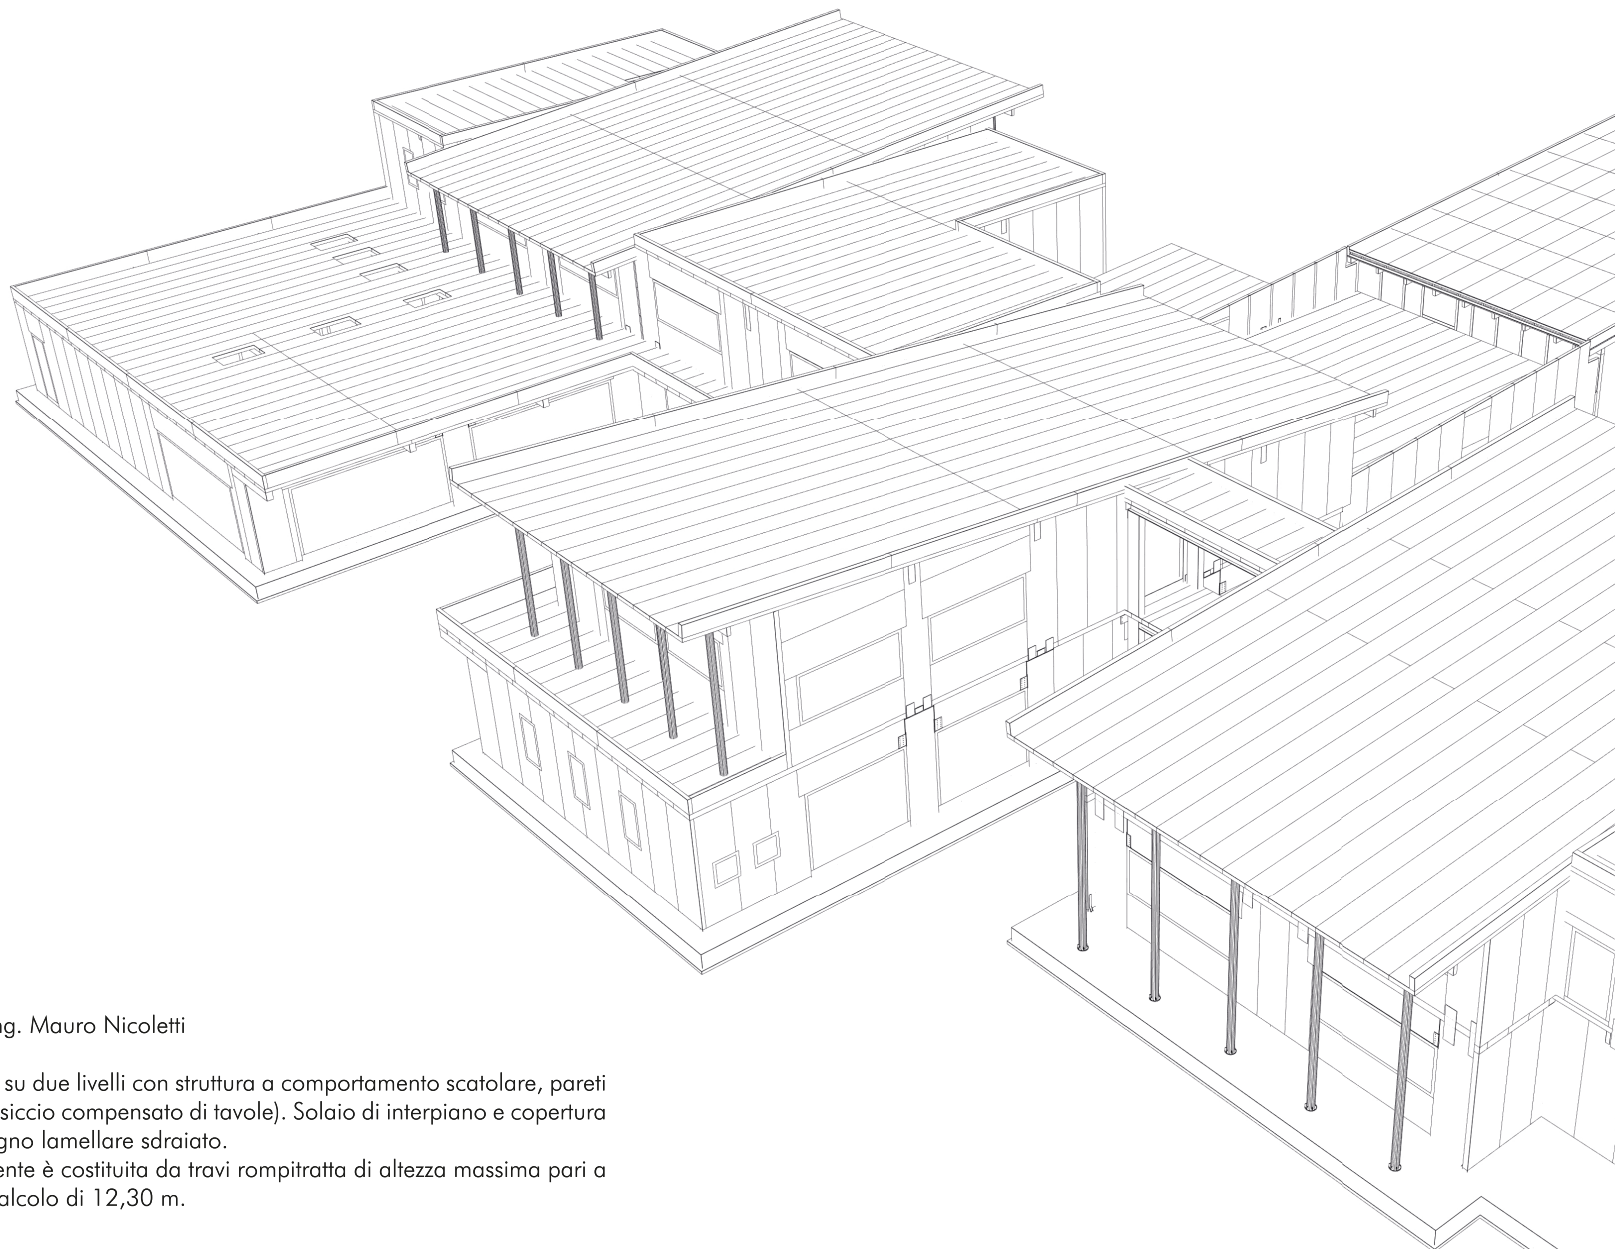 ng. Mauro Nicoletti
su due livelli con struttura a comportamento scatolare, pareti
siccio compensato di tavole). Solaio di interpiano e copertura
gno lamellare sdraiato.
ente è costituita da travi rompitratta di altezza massima pari a
alcolo di 12,30 m.